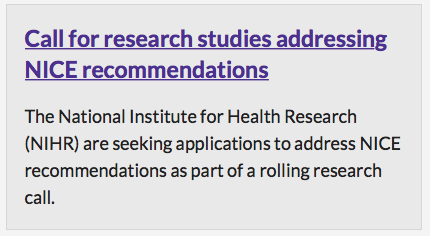 Call for research studies addressing
NICE recommendations
The National Institute for Health Research
(NIHR) are seeking applications to address NICE
recommendations as part of a rolling research
call.